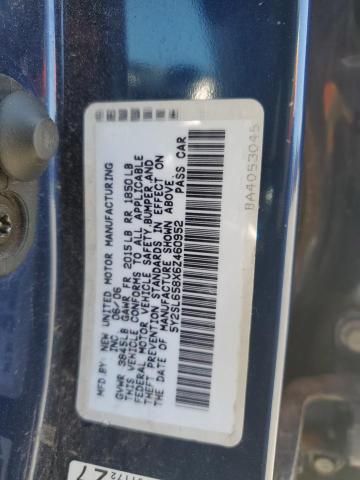 MFD.BY: NEW UNITED MOTOR MANUFACTURING
INC 06/06
GVWR 3845LB GAWR FR 2015LB RR 1850LB
THIS VEHICLE CONFORMS TO ALL APPLICABLE
FEDERAL MOTOR VEHICLE SAFETY,BUMPER,AND
THEFT PREVENTION STANDARDS IN EFFECT ON
THE DATE OF MANUFACTURE SHOWN ABOVE.
5Y2SL658X6Z460952 PASS CAR
BA4053045
1172